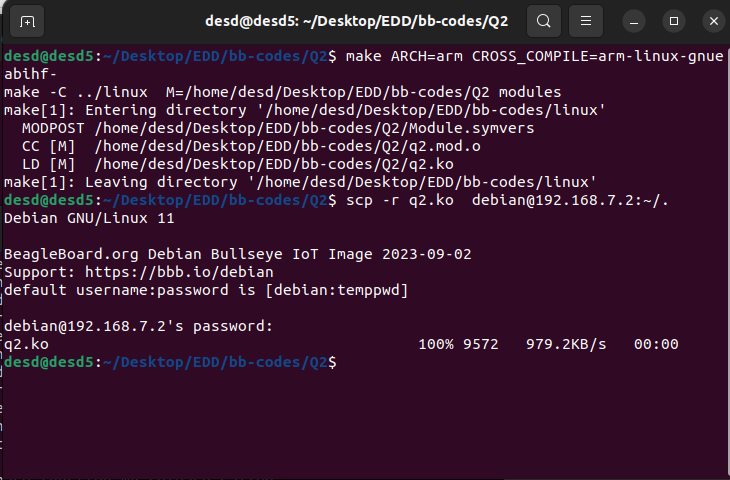 desd@desd5: ~/Desktop/EDD/bb-codes/Q2
desd@desd5:~/Desktop/EDD/bb-codes/Q2$ make ARCH=arm CROSS_COMPILE=arm-linux-gnue
abihf-
make -C ../linux  M=/home/desd/Desktop/EDD/bb-codes/Q2 modules
make[1]: Entering directory '/home/desd/Desktop/EDD/bb-codes/linux'
  MODPOST /home/desd/Desktop/EDD/bb-codes/Q2/Module.symvers
  CC [M]  /home/desd/Desktop/EDD/bb-codes/Q2/q2.mod.o
  LD [M]  /home/desd/Desktop/EDD/bb-codes/Q2/q2.ko
make[1]: Leaving directory '/home/desd/Desktop/EDD/bb-codes/linux'
desd@desd5:~/Desktop/EDD/bb-codes/Q2$ scp -r q2.ko  debian@192.168.7.2:~/.
Debian GNU/Linux 11
BeagleBoard.org Debian Bullseye IoT Image 2023-09-02
Support: https://bbb.io/debian
default username:password is [debian:temppwd]
debian@192.168.7.2's password:
q2.ko                                         100% 9572   979.2KB/s   00:00
desd@desd5:~/Desktop/EDD/bb-codes/Q2$